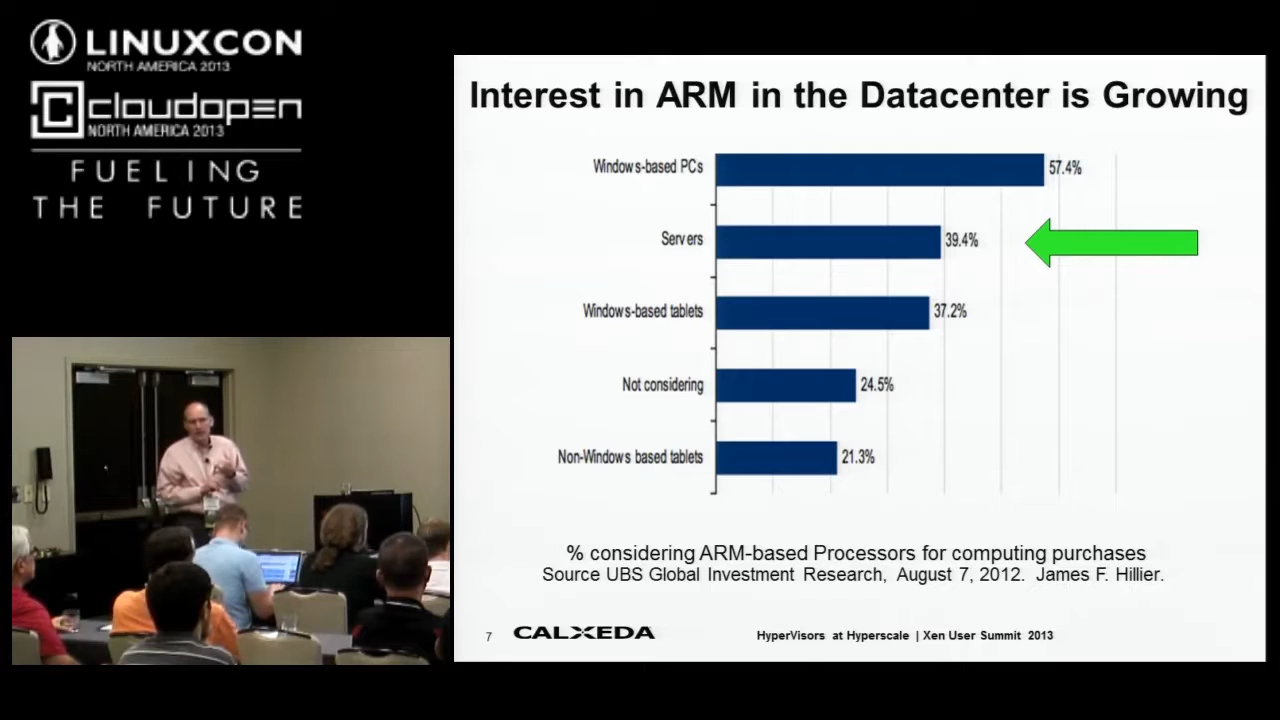 LINUXCON
NORTH AMERICA 2013
cloudopen
NORTH AMERICA 2013
FUELING
THE FUTURE
Interest in ARM in the Datacenter is Growing
Windows-based PCs 57.4%
Servers 39.4%
Windows-based tablets 37.2%
Not considering 24.5%
Non-Windows based tablets 21.3%
% considering ARM-based Processors for computing purchases
Source UBS Global Investment Research, August 7, 2012. James F. Hillier.
7 CALXEDA HyperVisors at Hyperscale | Xen User Summit 2013